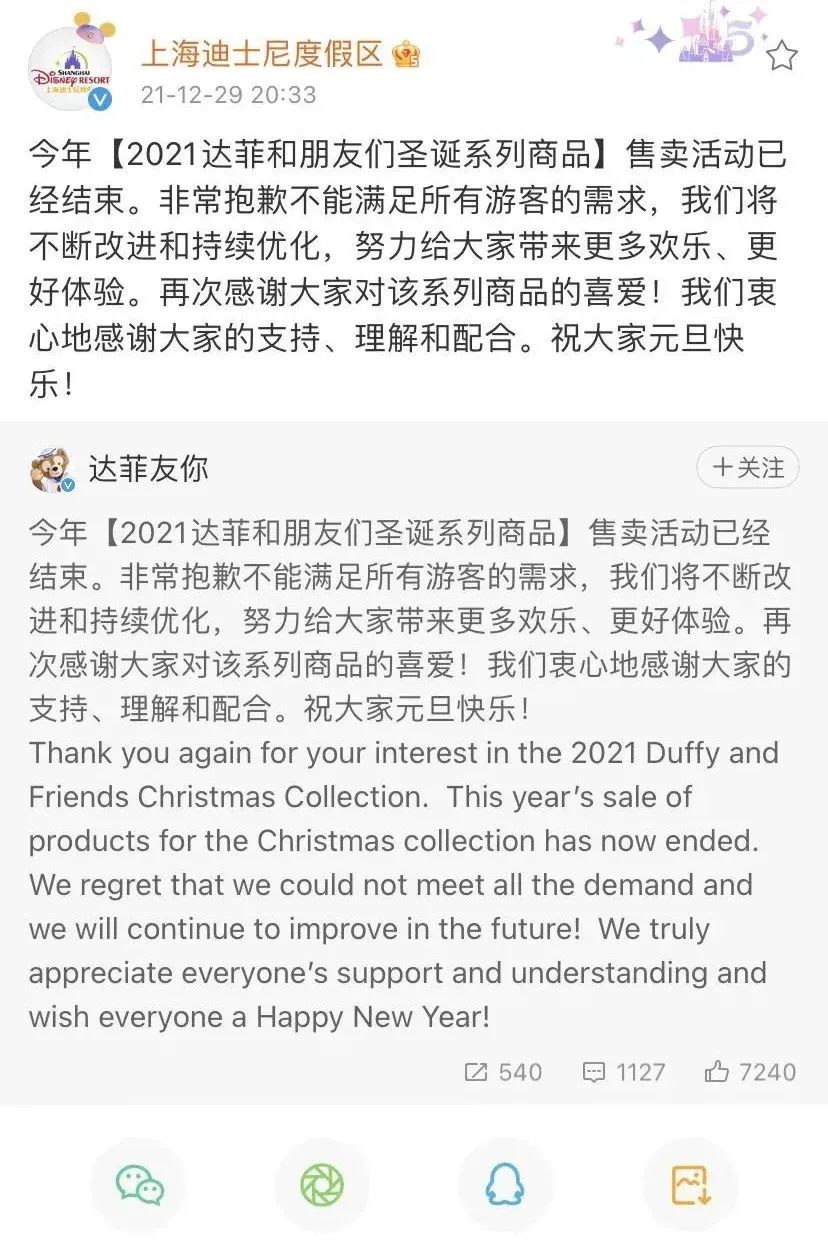 上海迪士尼度假区
21-12-29 20:33
SHANGHAI
DISNEY RESORT
5
今年【2021达菲和朋友们圣诞系列商品】售卖活动已
经结束。非常抱歉不能满足所有游客的需求，我们将
不断改进和持续优化，努力给大家带来更多欢乐、更
好体验。再次感谢大家对该系列商品的喜爱！我们衷
心地感谢大家的支持、理解和配合。祝大家元旦快
乐！
达菲友你
＋关注
今年【2021达菲和朋友们圣诞系列商品】售卖活动已经
结束。非常抱歉不能满足所有游客的需求，我们将不断改
进和持续优化，努力给大家带来更多欢乐、更好体验。再
次感谢大家对该系列商品的喜爱！我们衷心地感谢大家的
支持、理解和配合。祝大家元旦快乐！
Thank you again for your interest in the 2021 Duffy and
Friends Christmas Collection.  This year’s sale of
products for the Christmas collection has now ended.
We regret that we could not meet all the demand and
we will continue to improve in the future!  We truly
appreciate everyone’s support and understanding and
wish everyone a Happy New Year!
540 1127 7240